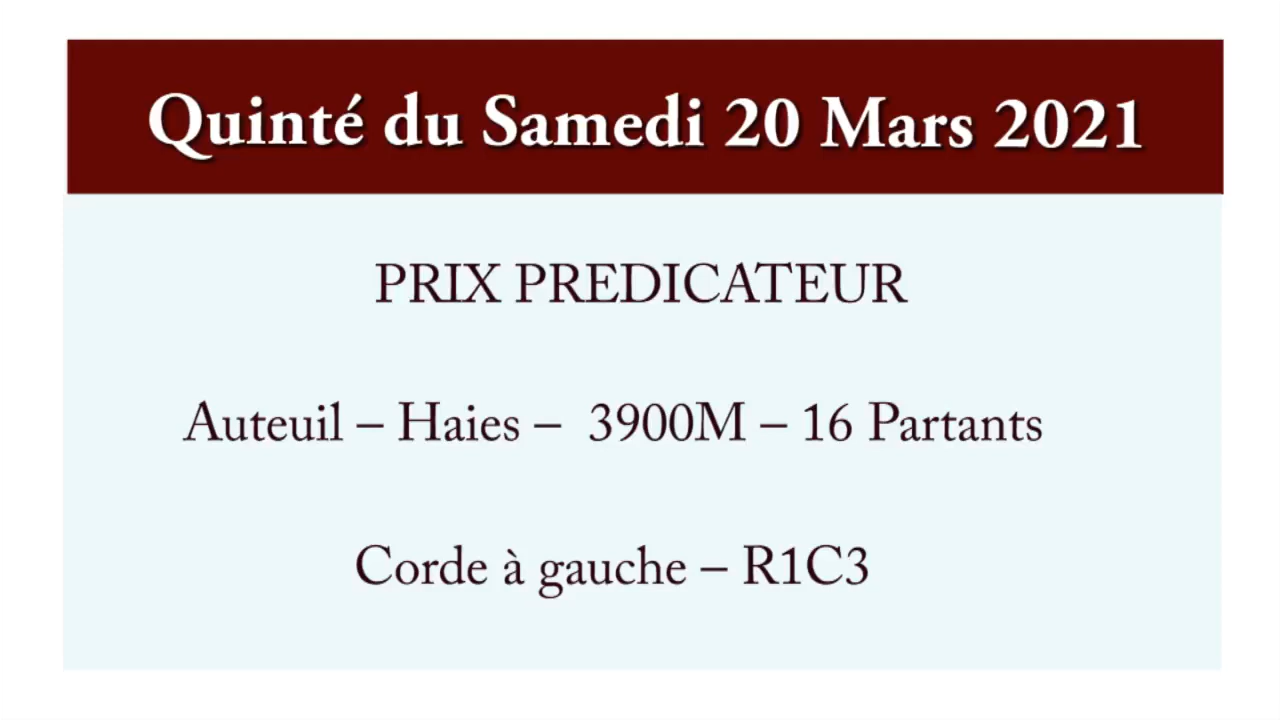 Quinté du Samedi 20 Mars 2021
PRIX PREDICATEUR
Auteuil – Haies – 3900M – 16 Partants
Corde à gauche – R1C3